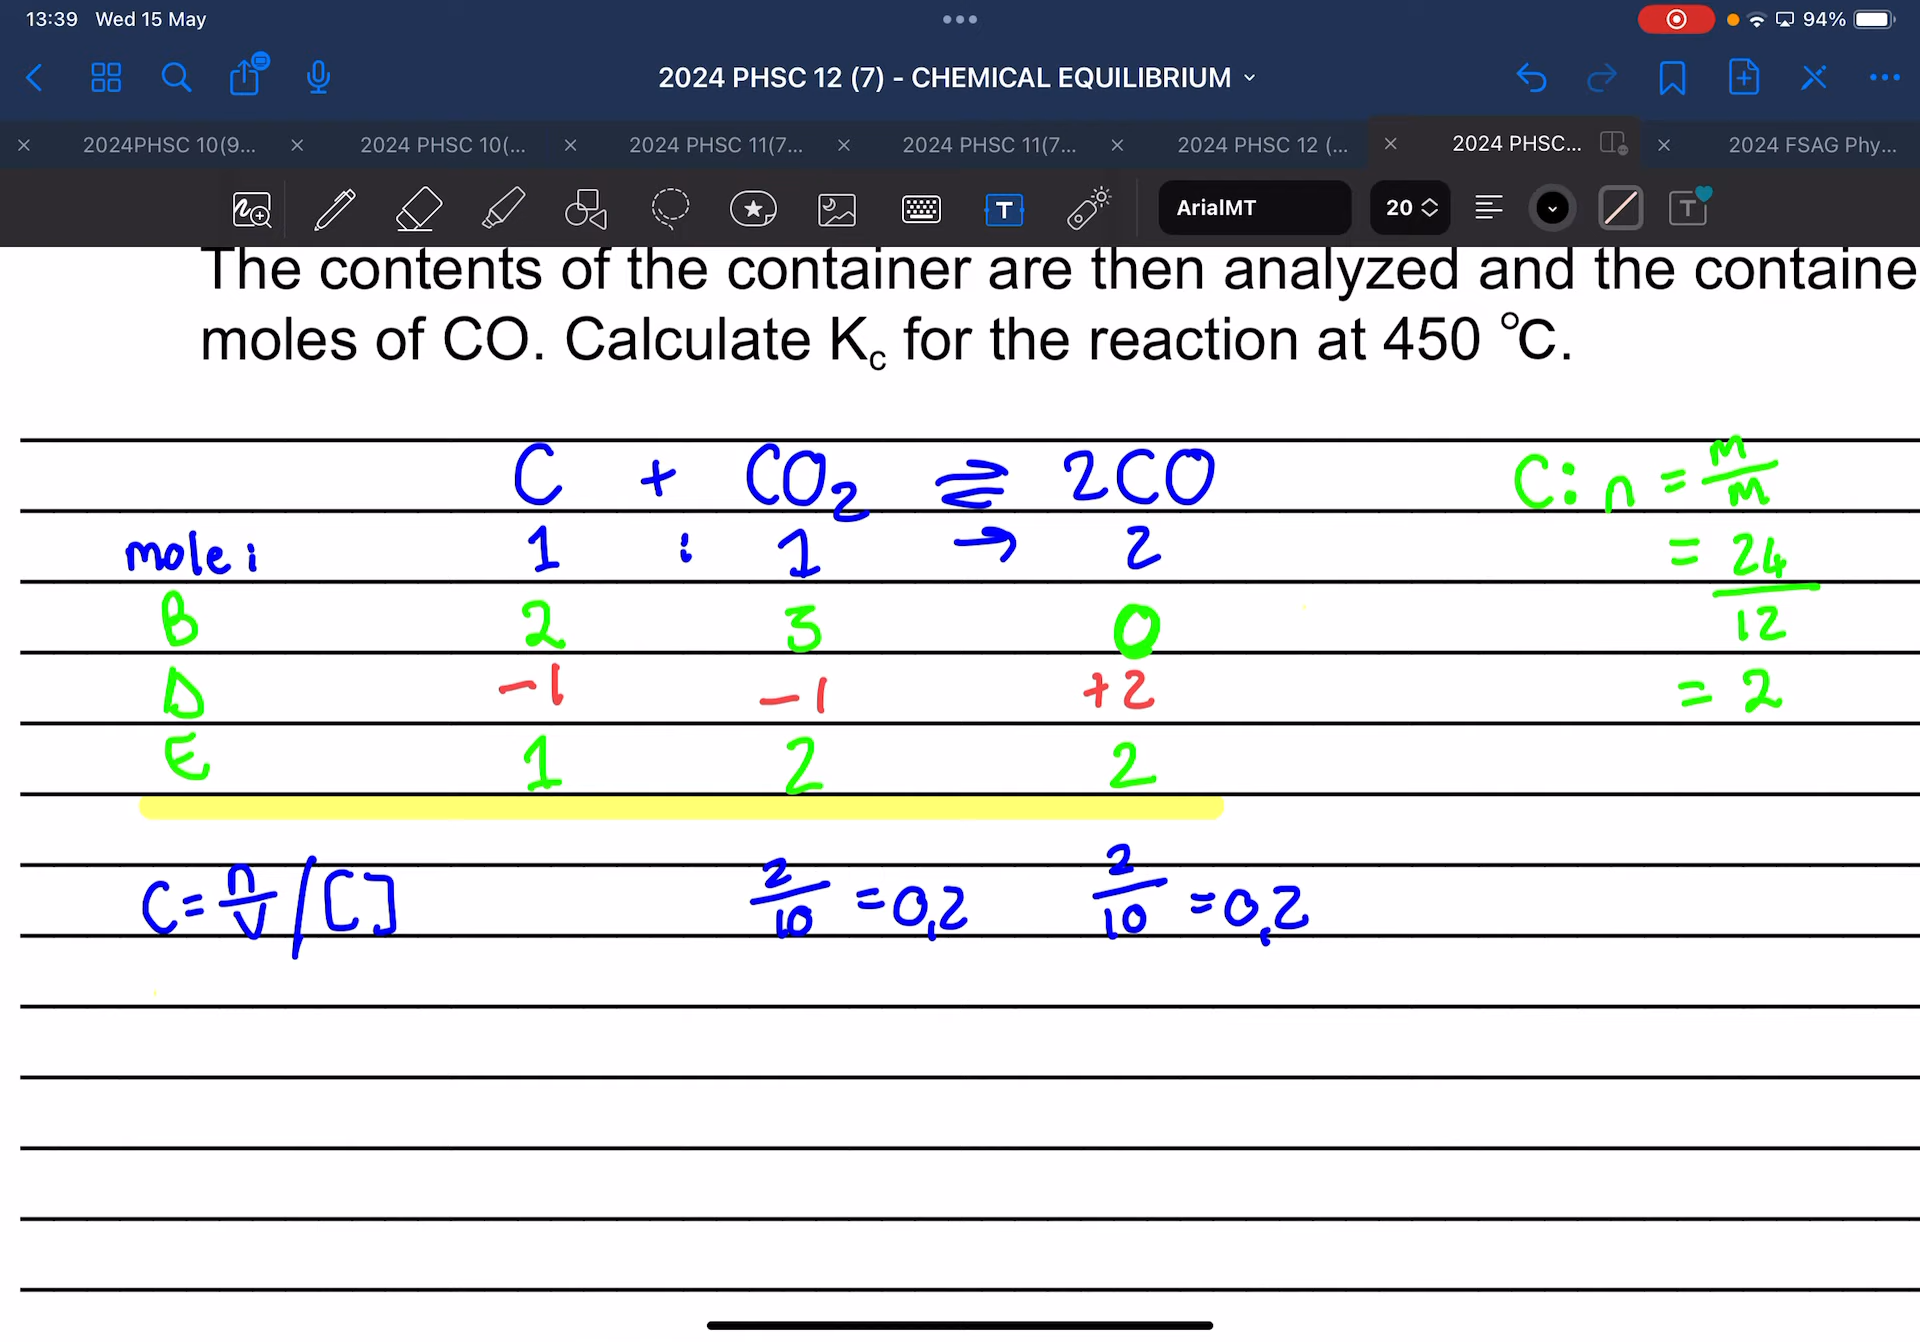 13:39 Wed 15 May 94%
2024 PHSC 12 (7) - CHEMICAL EQUILIBRIUM
2024PHSC 10(9... 2024 PHSC 10(... 2024 PHSC 11(7... 2024 PHSC 11(7... 2024 PHSC 12 (... 2024 PHSC... 2024 FSAG Phy...
ArialMT 20
The contents of the container are then analyzed and the containe
moles of CO. Calculate Kc for the reaction at 450 °C.
C + CO₂ ⇌ 2CO C: n = m/M
mole: 1 : 1 → 2 = 24/12
B 2 3 0
Δ -1 -1 +2 = 2
E 1 2 2
C = n/V / [ ] 2/10 = 0,2 2/10 = 0,2